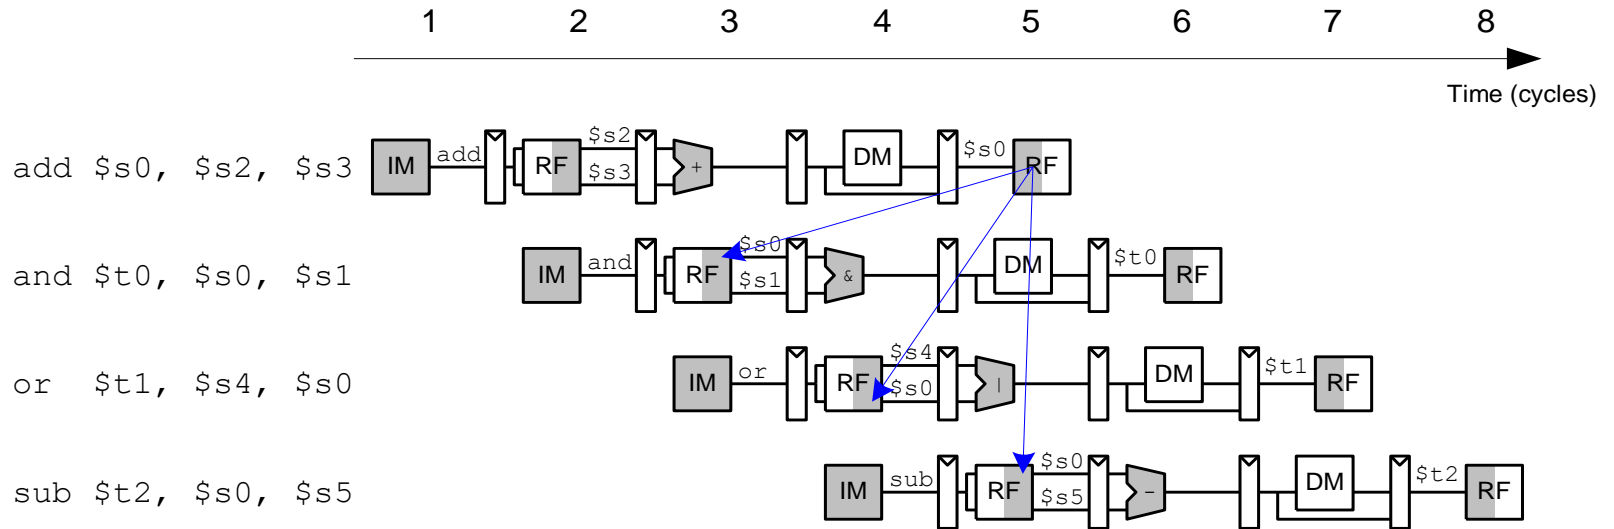 1 2 3 4 5 6 7 8
Time (cycles)
add $s0, $s2, $s3 IM add RF $s2 $s3 + DM $s0 RF
and $t0, $s0, $s1 IM and RF $s0 $s1 & DM $t0 RF
or $t1, $s4, $s0 IM or RF $s4 $s0 | DM $t1 RF
sub $t2, $s0, $s5 IM sub RF $s0 $s5 - DM $t2 RF